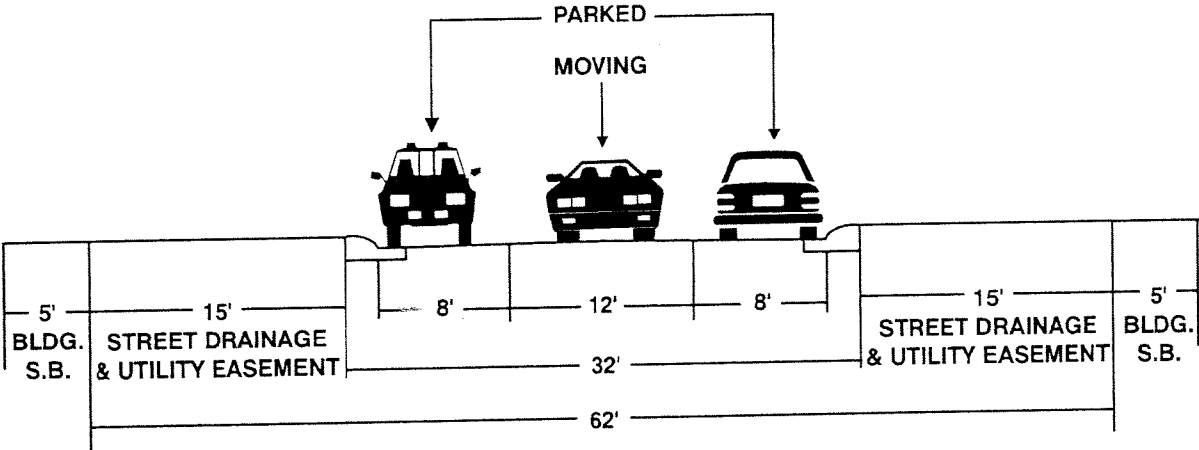 PARKED
MOVING
5' 15' 8' 12' 8' 15' 5'
BLDG. STREET DRAINAGE STREET DRAINAGE BLDG.
S.B. & UTILITY EASEMENT 32' & UTILITY EASEMENT S.B.
62'